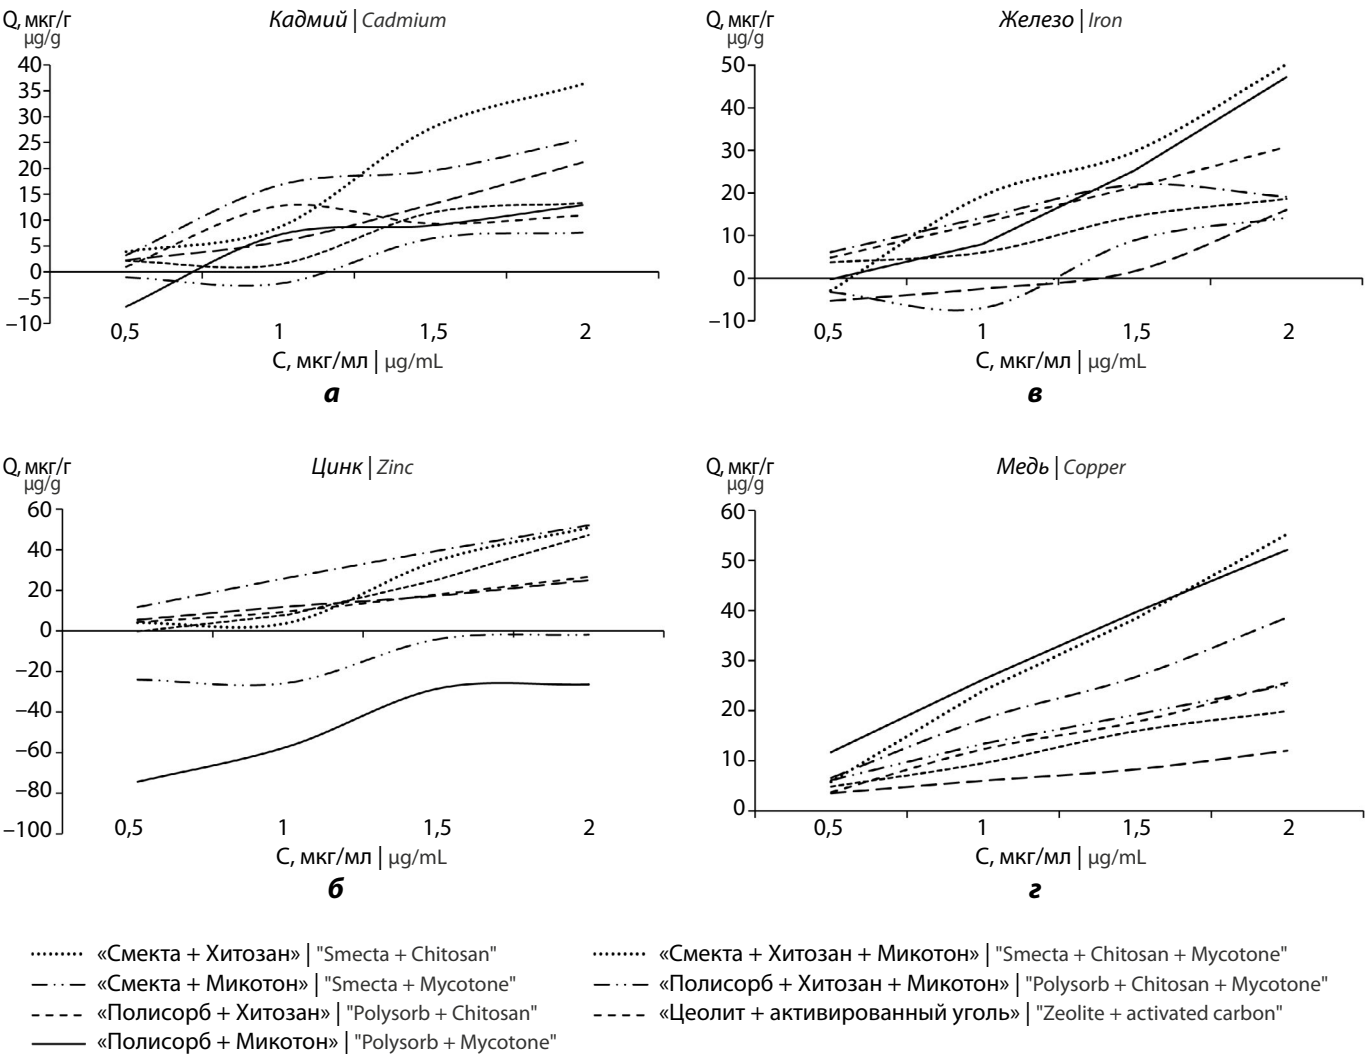 Q, мкг/г
µg/g
Кадмий | Cadmium
40
35
30
25
20
15
10
5
0
–5
–10
0,5 1 1,5 2
С, мкг/мл | µg/mL
а
Q, мкг/г
µg/g
Железо | Iron
50
40
30
20
10
0
–10
0,5 1 1,5 2
С, мкг/мл | µg/mL
в
Q, мкг/г
µg/g
Цинк | Zinc
60
40
20
0
–20
–40
–60
–80
–100
0,5 1 1,5 2
С, мкг/мл | µg/mL
б
Q, мкг/г
µg/g
Медь | Copper
60
50
40
30
20
10
0
0,5 1 1,5 2
С, мкг/мл | µg/mL
г
«Смекта + Хитозан» | "Smecta + Chitosan"
«Смекта + Микотон» | "Smecta + Mycotone"
«Полисорб + Хитозан» | "Polysorb + Chitosan"
«Полисорб + Микотон» | "Polysorb + Mycotone"
«Смекта + Хитозан + Микотон» | "Smecta + Chitosan + Mycotone"
«Полисорб + Хитозан + Микотон» | "Polysorb + Chitosan + Mycotone"
«Цеолит + активированный уголь» | "Zeolite + activated carbon"